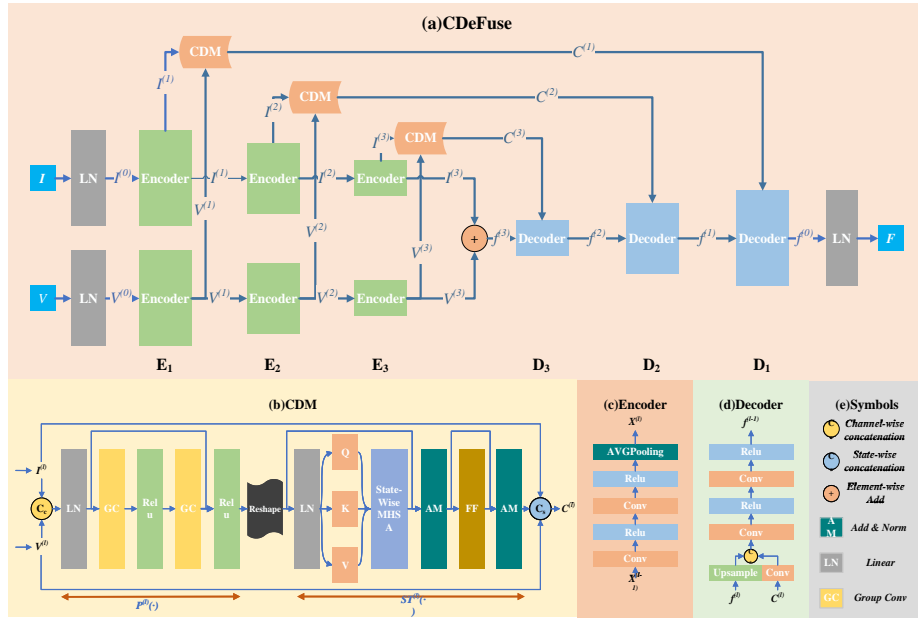 (a)CDeFuse
CDM
C⁽¹⁾
I⁽¹⁾
CDM
C⁽²⁾
I⁽²⁾
CDM
C⁽³⁾
I⁽³⁾
I
LN
I⁽⁰⁾
Encoder
I⁽¹⁾
Encoder
I⁽²⁾
Encoder
I⁽³⁾
V⁽¹⁾
V⁽²⁾
V⁽³⁾
+
f⁽³⁾
Decoder
f⁽²⁾
Decoder
f⁽¹⁾
Decoder
f⁽⁰⁾
LN
F
V
LN
V⁽⁰⁾
Encoder
V⁽¹⁾
Encoder
V⁽²⁾
Encoder
V⁽³⁾
E₁
E₂
E₃
D₃
D₂
D₁
(b)CDM
I⁽ˡ⁾
Cc
V⁽ˡ⁾
LN
GC
Rel
u
GC
Rel
u
Reshape
LN
Q
K
V
State-
Wise
MHS
A
AM
FF
AM
Cs
C⁽ˡ⁾
P⁽ˡ⁾(·)
ST⁽ˡ⁾(·
)
(c)Encoder
X⁽ˡ⁾
AVGPooling
Relu
Conv
Relu
Conv
X⁽ˡ⁻
¹⁾
(d)Decoder
f⁽ˡ⁻¹⁾
Relu
Conv
Relu
Conv
C
Upsample
Conv
f⁽ˡ⁾
C⁽ˡ⁾
(e)Symbols
C
Channel-wise
concatenation
C
State-wise
concatenation
+
Element-wise
Add
A
M
Add & Norm
LN
Linear
GC
Group Conv